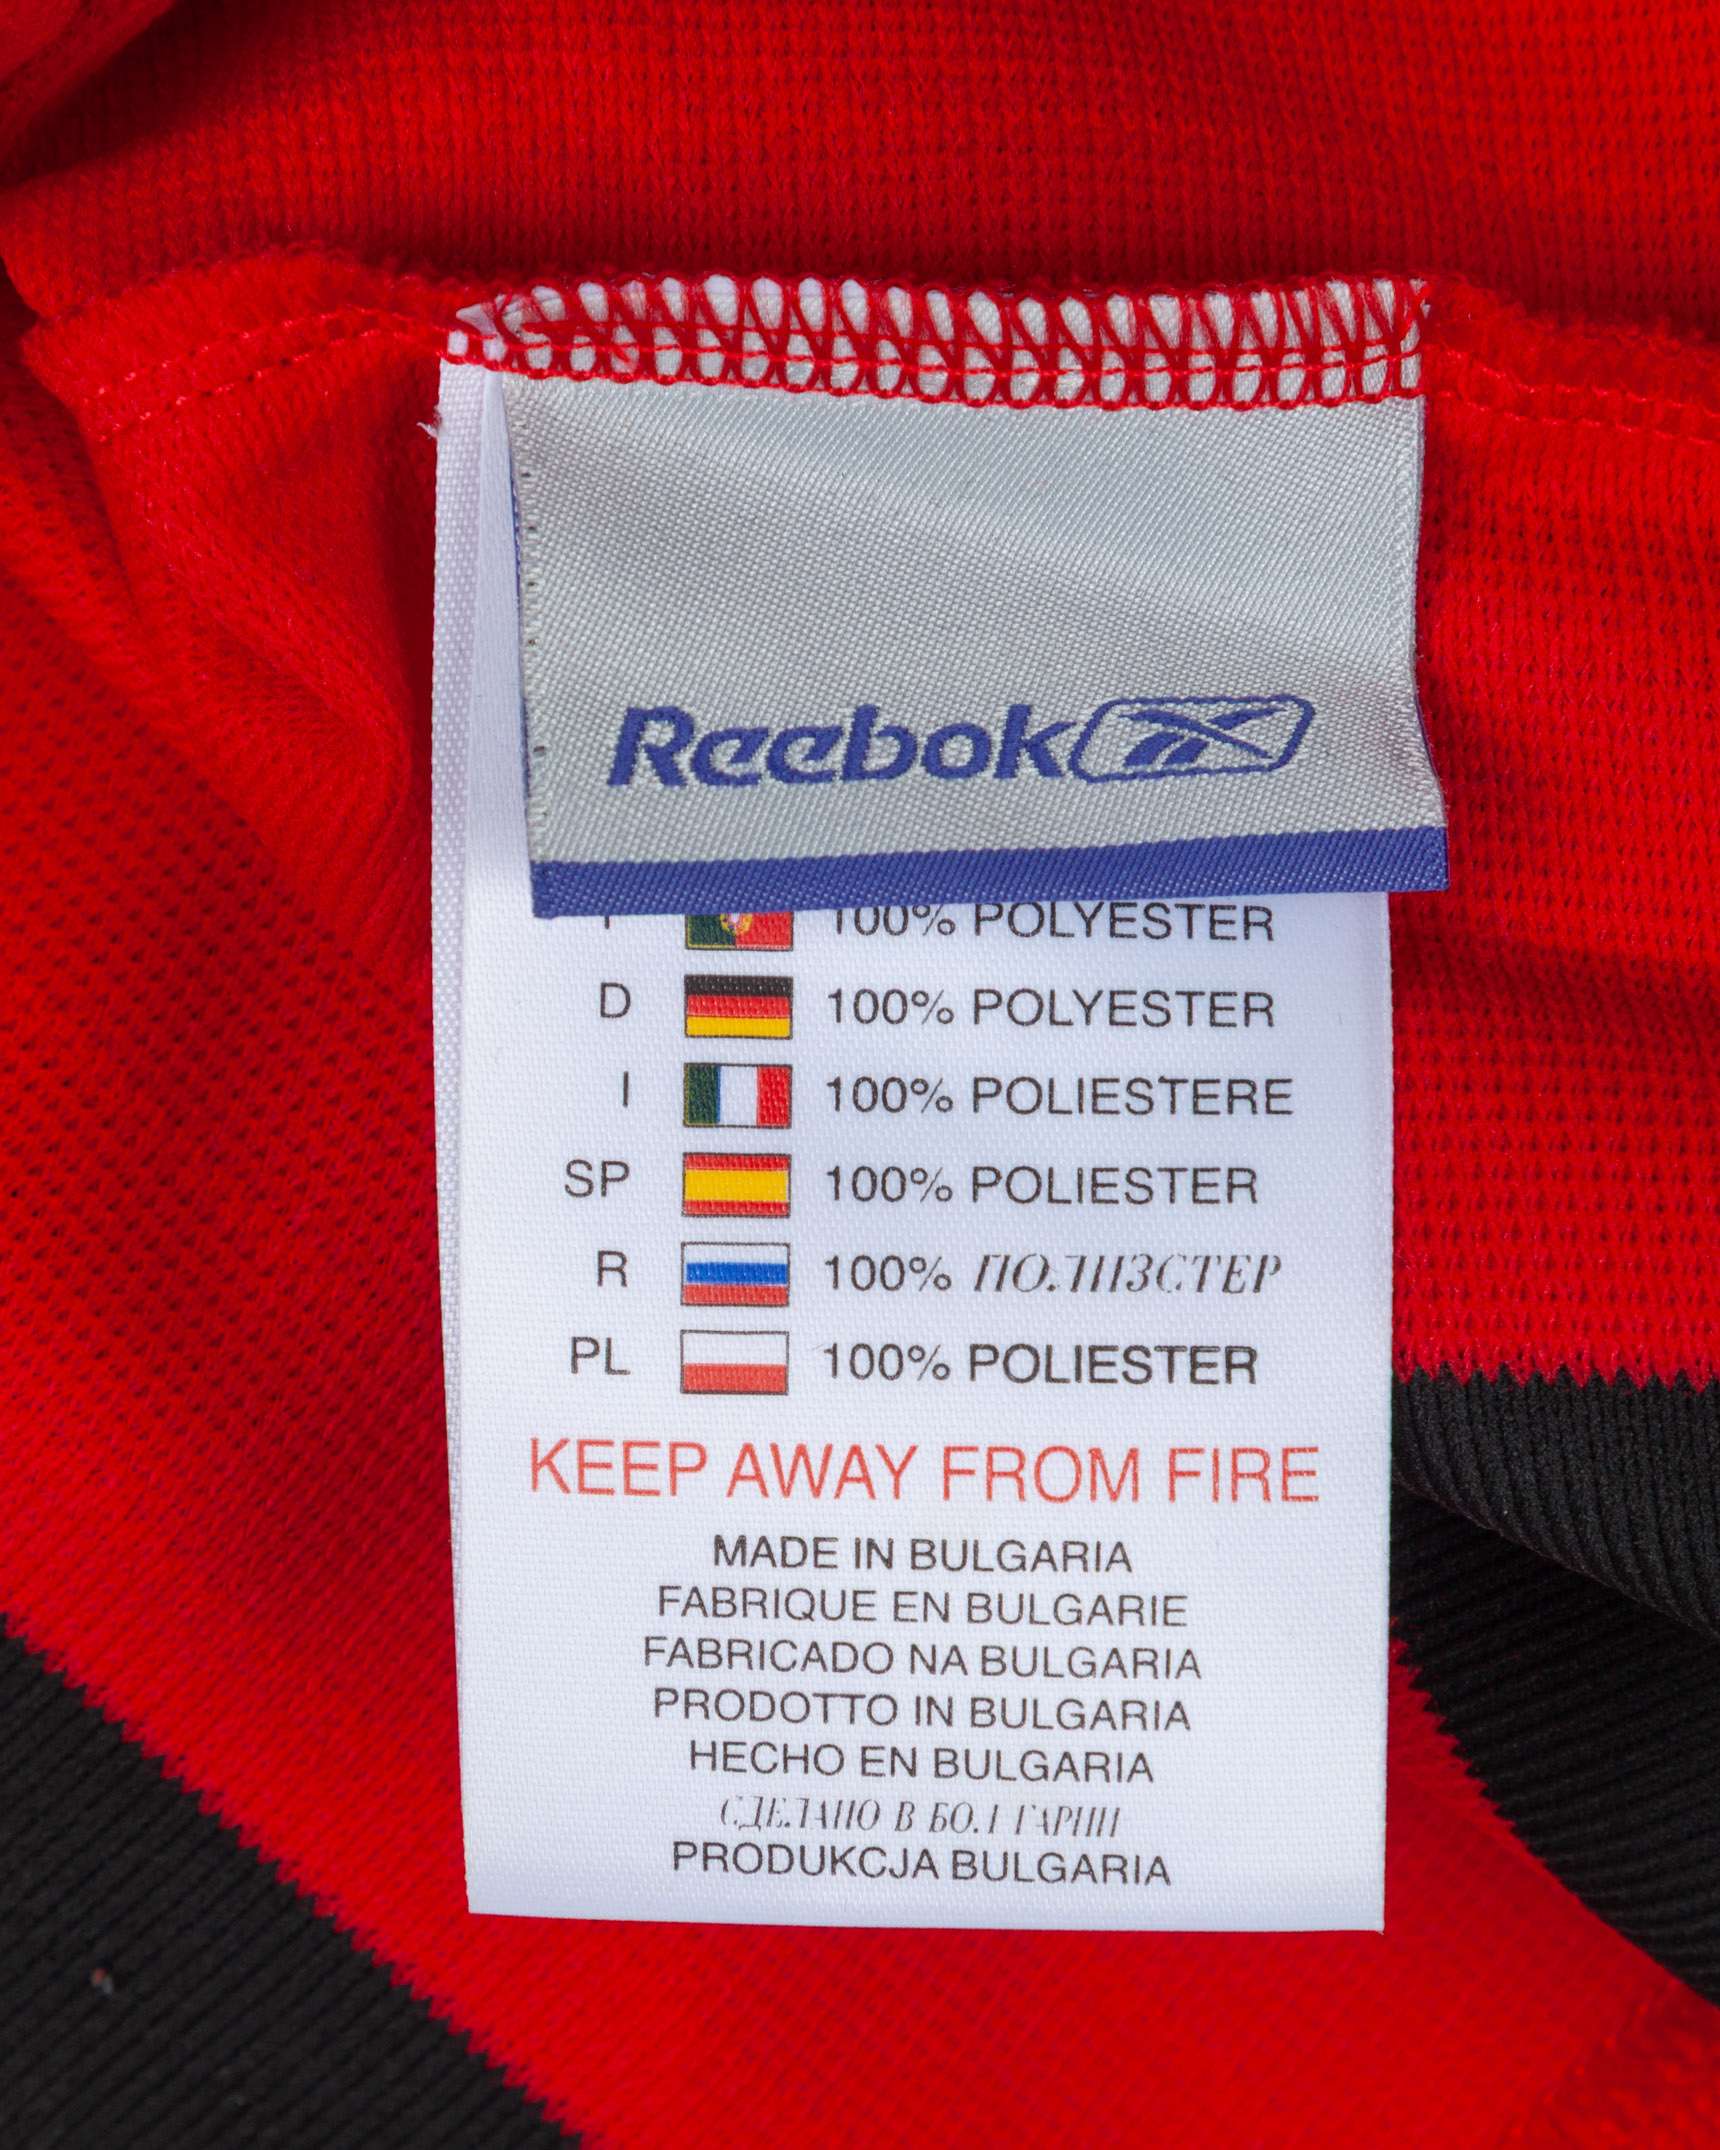 Reebok
100% POLYESTER
D 100% POLYESTER
I 100% POLIESTERE
SP 100% POLIESTER
R 100% ПОЛИЭСТЕР
PL 100% POLIESTER
KEEP AWAY FROM FIRE
MADE IN BULGARIA
FABRIQUE EN BULGARIE
FABRICADO NA BULGARIA
PRODOTTO IN BULGARIA
HECHO EN BULGARIA
СДЕЛАНО В БОЛГАРИИ
PRODUKCJA BULGARIA